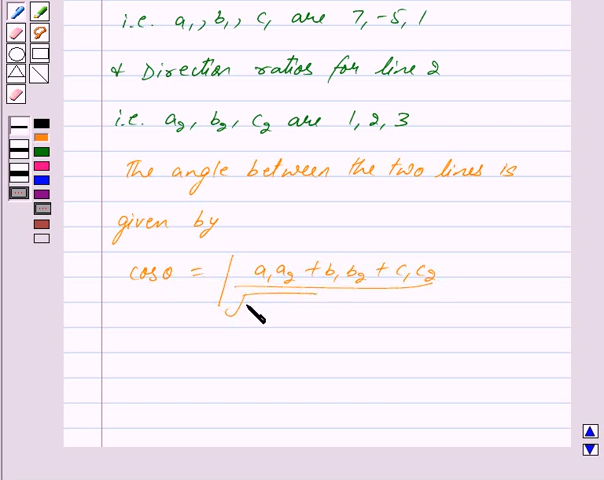 i.e. a₁, b₁, c₁ are 7, -5, 1
& Direction ratios for line 2
i.e. a₂, b₂, c₂ are 1, 2, 3
The angle between the two lines is
given by
cosθ = | a₁a₂ + b₁b₂ + c₁c₂
√